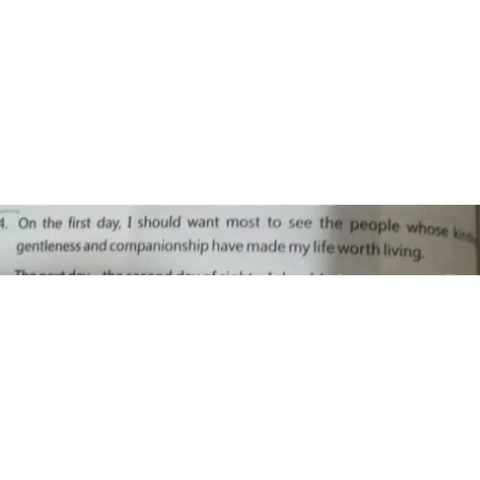 4. On the first day, I should want most to see the people whose
gentleness and companionship have made my life worth living.